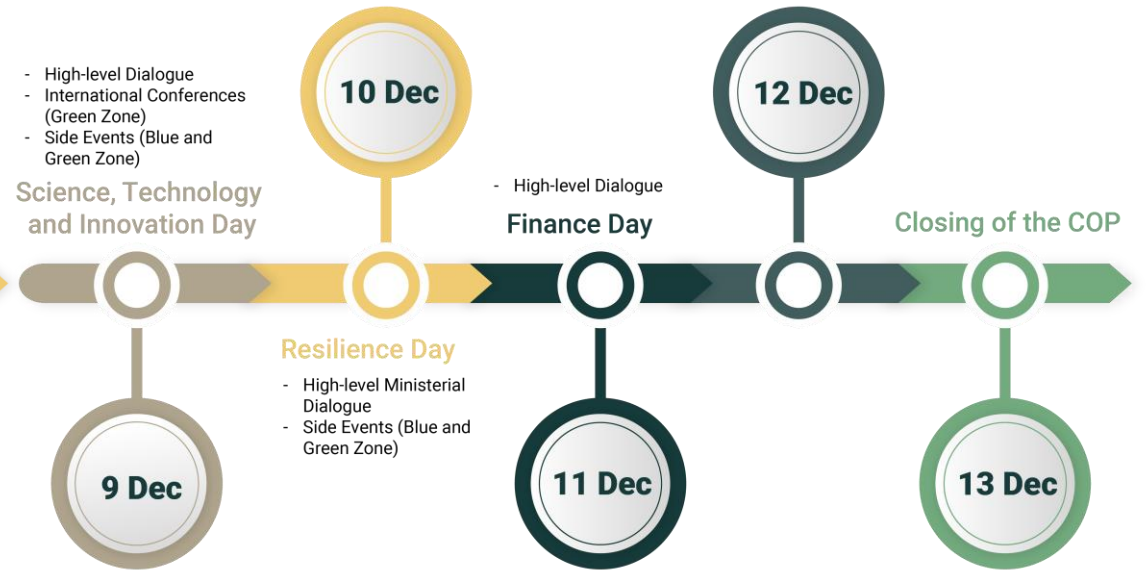 - High-level Dialogue
- International Conferences
(Green Zone)
- Side Events (Blue and
Green Zone)
Science, Technology
and Innovation Day
9 Dec
10 Dec
Resilience Day
- High-level Ministerial
Dialogue
- Side Events (Blue and
Green Zone)
- High-level Dialogue
Finance Day
11 Dec
12 Dec
Closing of the COP
13 Dec